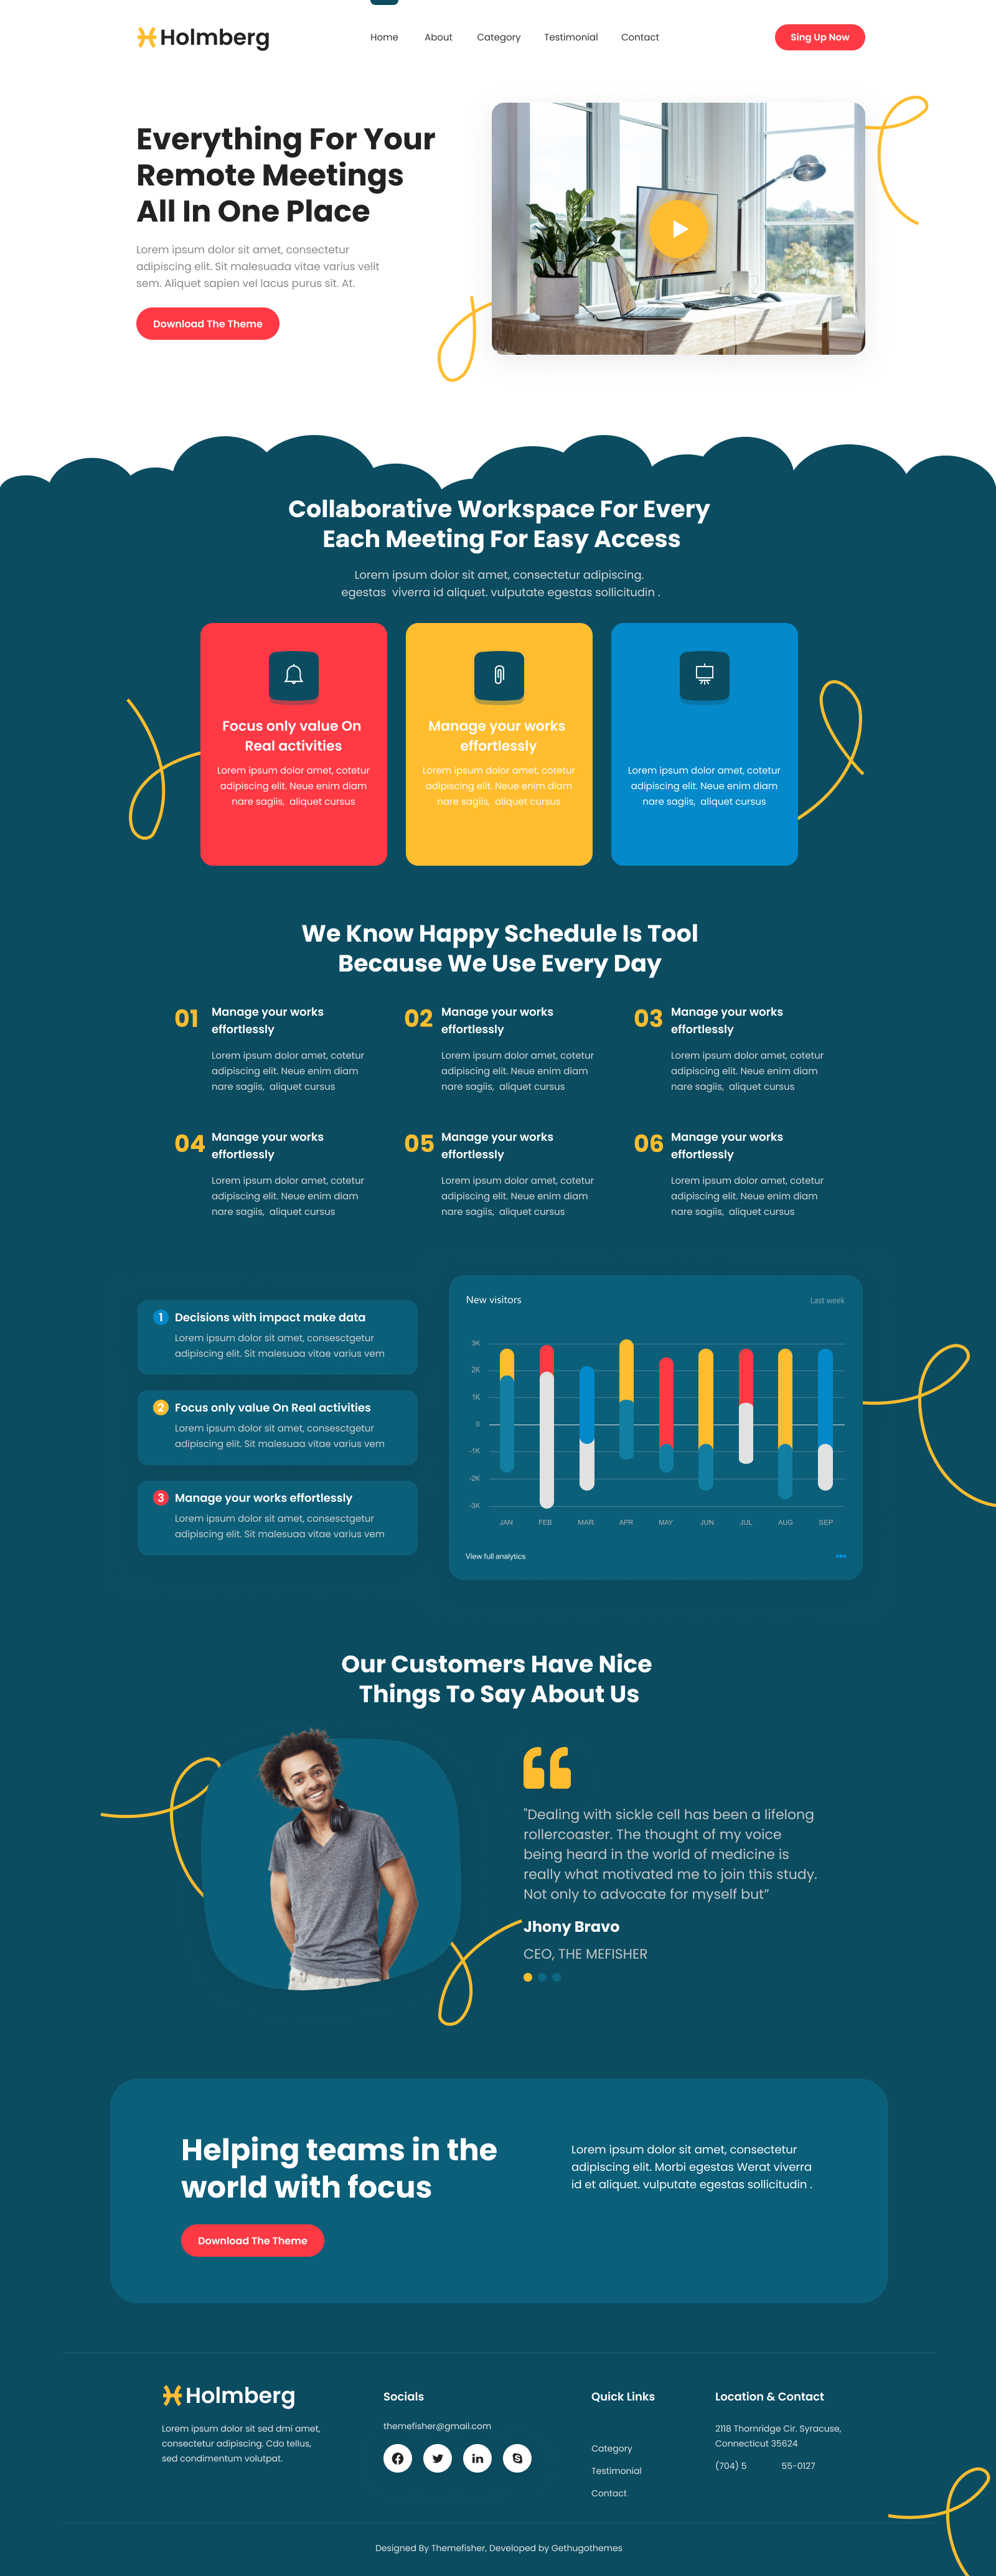 Holmberg
Home
About
Category
Testimonial
Contact
Sing Up Now
Everything For Your
Remote Meetings
All In One Place
Lorem ipsum dolor sit amet, consectetur
adipiscing elit. Sit malesuada vitae varius velit
sem. Aliquet sapien vel lacus purus sit. At.
Download The Theme
Collaborative Workspace For Every
Each Meeting For Easy Access
Lorem ipsum dolor sit amet, consectetur adipiscing.
egestas viverra id aliquet. vulputate egestas sollicitudin .
Focus only value On
Real activities
Lorem ipsum dolor amet, cotetur
adipiscing elit. Neue enim diam
nare sagiis, aliquet cursus
Manage your works
effortlessly
Lorem ipsum dolor amet, cotetur
adipiscing elit. Neue enim diam
nare sagiis, aliquet cursus
Lorem ipsum dolor amet, cotetur
adipiscing elit. Neue enim diam
nare sagiis, aliquet cursus
We Know Happy Schedule Is Tool
Because We Use Every Day
01
Manage your works
effortlessly
Lorem ipsum dolor amet, cotetur
adipiscing elit. Neue enim diam
nare sagiis, aliquet cursus
02
Manage your works
effortlessly
Lorem ipsum dolor amet, cotetur
adipiscing elit. Neue enim diam
nare sagiis, aliquet cursus
03
Manage your works
effortlessly
Lorem ipsum dolor amet, cotetur
adipiscing elit. Neue enim diam
nare sagiis, aliquet cursus
04
Manage your works
effortlessly
Lorem ipsum dolor amet, cotetur
adipiscing elit. Neue enim diam
nare sagiis, aliquet cursus
05
Manage your works
effortlessly
Lorem ipsum dolor amet, cotetur
adipiscing elit. Neue enim diam
nare sagiis, aliquet cursus
06
Manage your works
effortlessly
Lorem ipsum dolor amet, cotetur
adipiscing elit. Neue enim diam
nare sagiis, aliquet cursus
1 Decisions with impact make data
Lorem ipsum dolor sit amet, consesctgetur
adipiscing elit. Sit malesuaa vitae varius vem
2 Focus only value On Real activities
Lorem ipsum dolor sit amet, consesctgetur
adipiscing elit. Sit malesuaa vitae varius vem
3 Manage your works effortlessly
Lorem ipsum dolor sit amet, consesctgetur
adipiscing elit. Sit malesuaa vitae varius vem
New visitors
Last week
3K
2K
1K
0
-1K
-2K
-3K
JAN FEB MAR APR MAY JUN JUL AUG SEP
View full analytics
Our Customers Have Nice
Things To Say About Us
"Dealing with sickle cell has been a lifelong
rollercoaster. The thought of my voice
being heard in the world of medicine is
really what motivated me to join this study.
Not only to advocate for myself but”
Jhony Bravo
CEO, THE MEFISHER
Helping teams in the
world with focus
Download The Theme
Lorem ipsum dolor sit amet, consectetur
adipiscing elit. Morbi egestas Werat viverra
id et aliquet. vulputate egestas sollicitudin .
Holmberg
Lorem ipsum dolor sit sed dmi amet,
consectetur adipiscing. Cdo tellus,
sed condimentum volutpat.
Socials
themefisher@gmail.com
Quick Links
Category
Testimonial
Contact
Location & Contact
2118 Thornridge Cir. Syracuse,
Connecticut 35624
(704) 5 55-0127
Designed By Themefisher, Developed by Gethugothemes